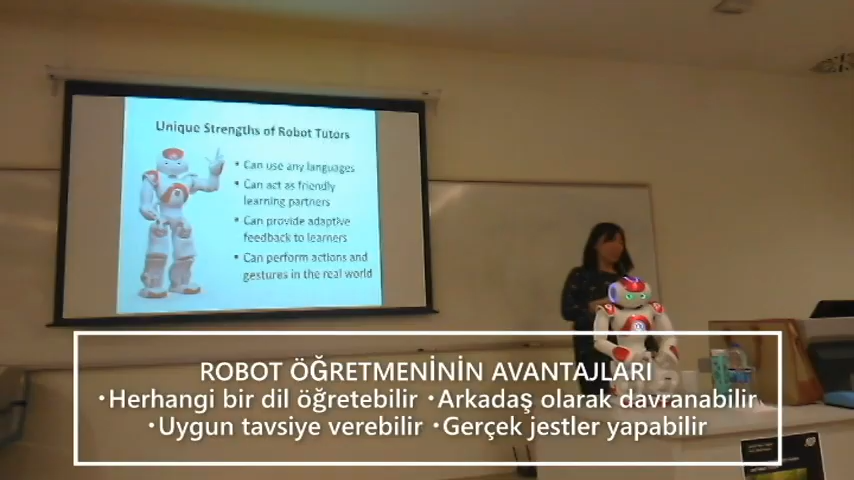 Unique Strengths of Robot Tutors
• Can use any languages
• Can act as friendly
learning partners
• Can provide adaptive
feedback to learners
• Can perform actions and
gestures in the real world
ROBOT ÖĞRETMENİNİN AVANTAJLARI
•Herhangi bir dil öğretebilir •Arkadaş olarak davranabilir
•Uygun tavsiye verebilir •Gerçek jestler yapabilir